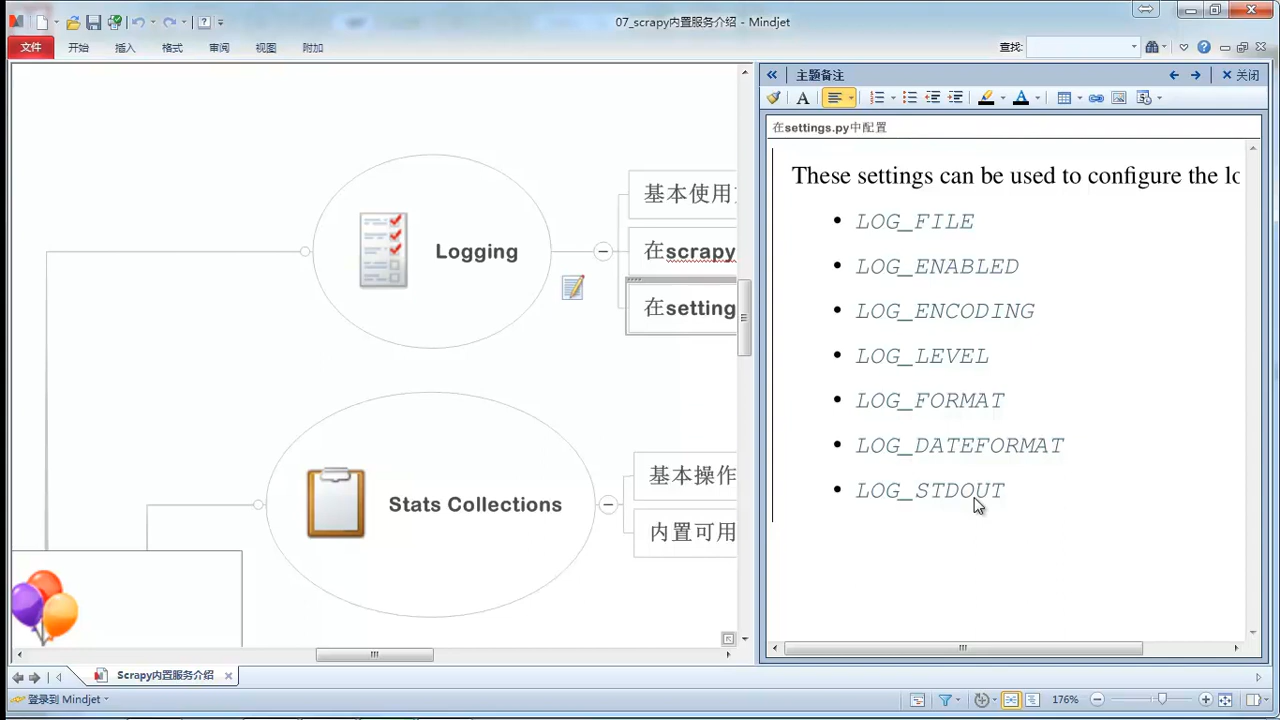 07_scrapy内置服务介绍 - Mindjet
文件 开始 插入 格式 审阅 视图 附加
查找:
主题备注
关闭
在settings.py中配置
These settings can be used to configure the lo
LOG_FILE
LOG_ENABLED
LOG_ENCODING
LOG_LEVEL
LOG_FORMAT
LOG_DATEFORMAT
LOG_STDOUT
Logging
基本使用
在scrapy
在setting
Stats Collections
基本操作
内置可用
Scrapy内置服务介绍
登录到 Mindjet
176%